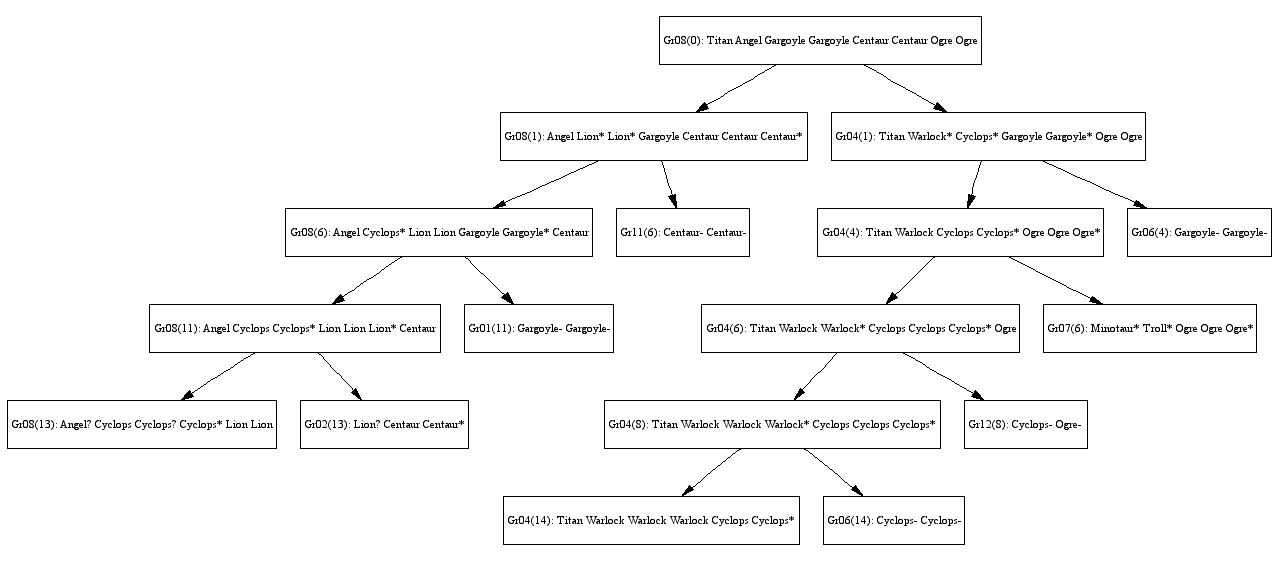 Gr08(0): Titan Angel Gargoyle Gargoyle Centaur Centaur Ogre Ogre
Gr08(1): Angel Lion* Lion* Gargoyle Centaur Centaur Centaur*
Gr04(1): Titan Warlock* Cyclops* Gargoyle Gargoyle* Ogre Ogre
Gr08(6): Angel Cyclops* Lion Lion Gargoyle Gargoyle* Centaur
Gr11(6): Centaur- Centaur-
Gr04(4): Titan Warlock Cyclops Cyclops* Ogre Ogre Ogre*
Gr06(4): Gargoyle- Gargoyle-
Gr08(11): Angel Cyclops Cyclops* Lion Lion Lion* Centaur
Gr01(11): Gargoyle- Gargoyle-
Gr04(6): Titan Warlock Warlock* Cyclops Cyclops Cyclops* Ogre
Gr07(6): Minotaur* Troll* Ogre Ogre Ogre*
Gr08(13): Angel? Cyclops Cyclops? Cyclops* Lion Lion
Gr02(13): Lion? Centaur Centaur*
Gr04(8): Titan Warlock Warlock Warlock* Cyclops Cyclops Cyclops*
Gr12(8): Cyclops- Ogre-
Gr04(14): Titan Warlock Warlock Warlock Cyclops Cyclops*
Gr06(14): Cyclops- Cyclops-